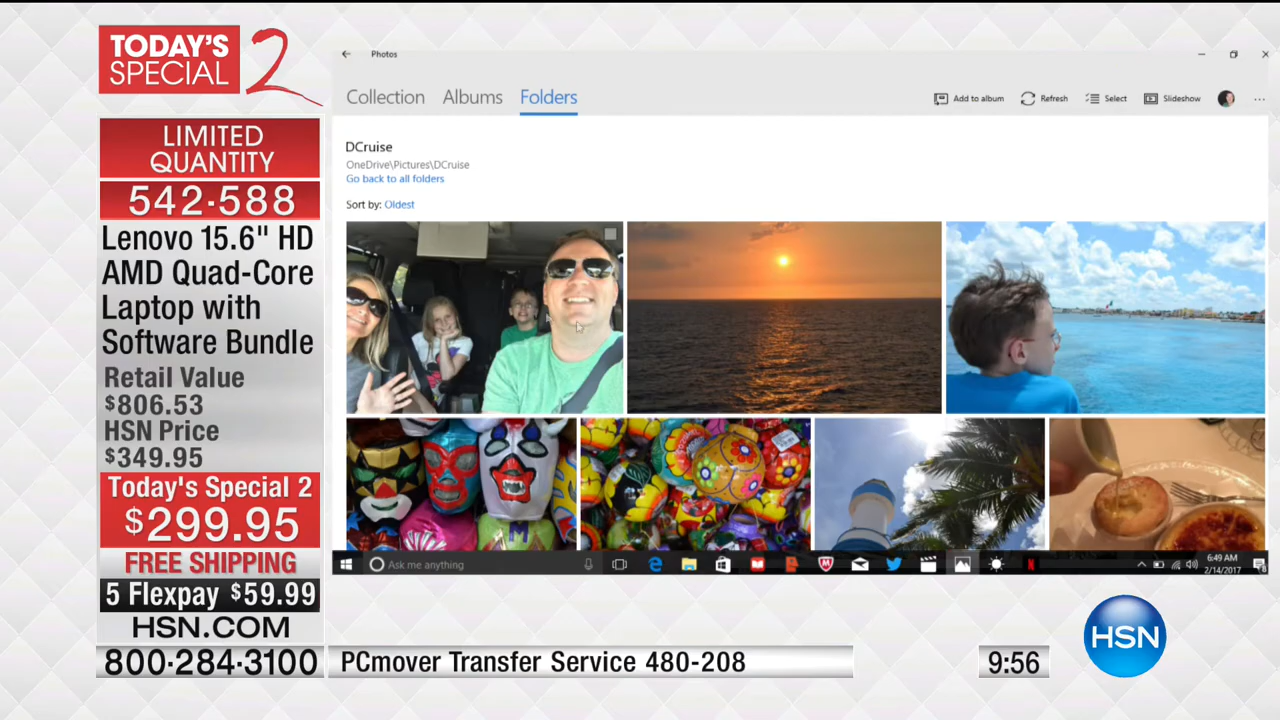 TODAY'S
SPECIAL 2
LIMITED
QUANTITY
542-588
Lenovo 15.6" HD
AMD Quad-Core
Laptop with
Software Bundle
Retail Value
$806.53
HSN Price
$349.95
Today's Special 2
$299.95
FREE SHIPPING
5 Flexpay $59.99
HSN.COM
800-284-3100
PCmover Transfer Service 480-208
9:56
HSN
Photos
Collection Albums Folders
Add to album Refresh Select Slideshow
DCruise
OneDrive\Pictures\DCruise
Go back to all folders
Sort by: Oldest
Ask me anything
6:49 AM
2/14/2017